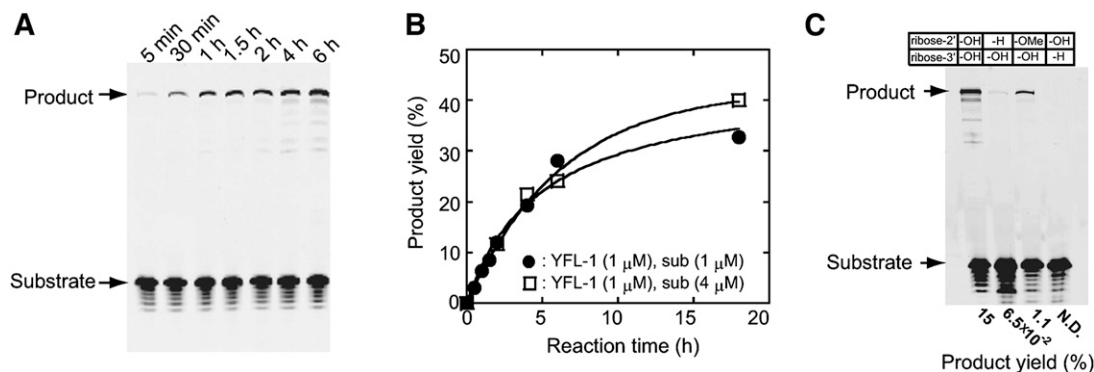 A
5 min 30 min 1 h 1.5 h 2 h 4 h 6 h
Product
Substrate
B
Product yield (%)
50
40
30
20
10
0
● : YFL-1 (1 μM), sub (1 μM)
□ : YFL-1 (1 μM), sub (4 μM)
0 5 10 15 20
Reaction time (h)
C
ribose-2' -OH -H -OMe -OH
ribose-3' -OH -OH -OH -H
Product
Substrate
15 6.5×10⁻² 1.1 N.D.
Product yield (%)